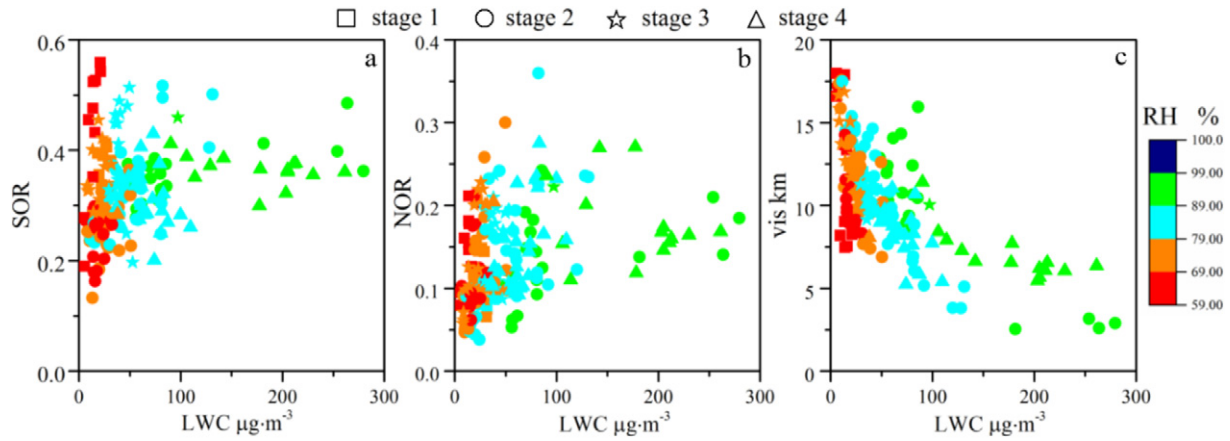 stage 1 stage 2 stage 3 stage 4
a
SOR
0.6
0.4
0.2
0.0
0 100 200 300
LWC μg·m⁻³
b
NOR
0.4
0.3
0.2
0.1
0.0
0 100 200 300
LWC μg·m⁻³
c
vis km
20
15
10
5
0
0 100 200 300
LWC μg·m⁻³
RH %
100.0
99.00
89.00
79.00
69.00
59.00